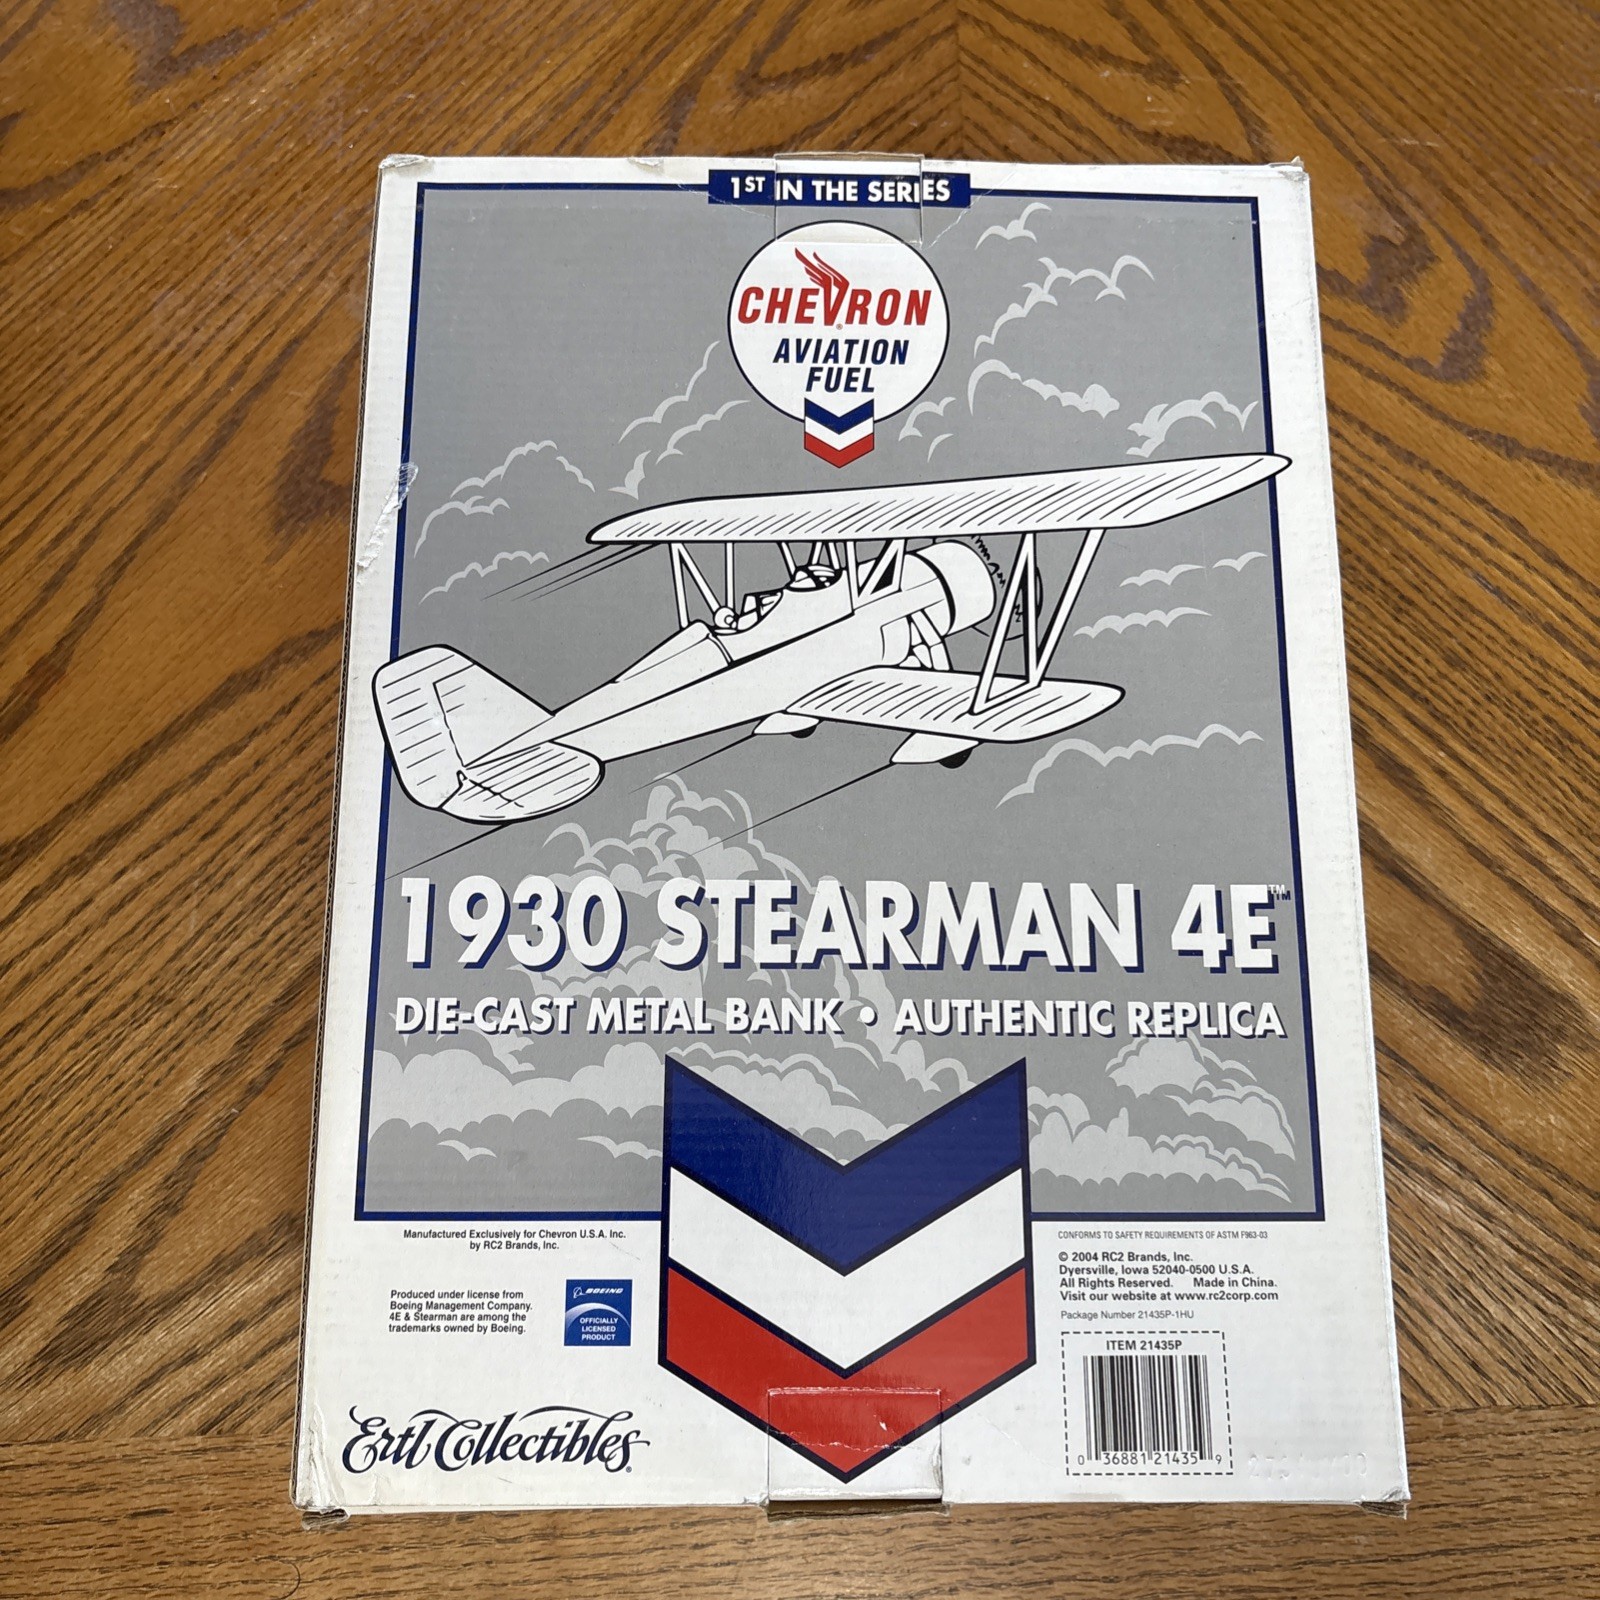 1ST IN THE SERIES
CHEVRON
AVIATION
FUEL
1930 STEARMAN 4E™
DIE-CAST METAL BANK • AUTHENTIC REPLICA
Manufactured Exclusively for Chevron U.S.A. Inc.
by RC2 Brands, Inc.
Produced under license from
Boeing Management Company.
4E & Stearman are among the
trademarks owned by Boeing.
BOEING
OFFICIALLY
LICENSED
PRODUCT
Ertl Collectibles®
CONFORMS TO SAFETY REQUIREMENTS OF ASTM F963-03
© 2004 RC2 Brands, Inc.
Dyersville, Iowa 52040-0500 U.S.A.
All Rights Reserved. Made in China.
Visit our website at www.rc2corp.com
Package Number 21435P-1HU
ITEM 21435P
0 36881 21435 9